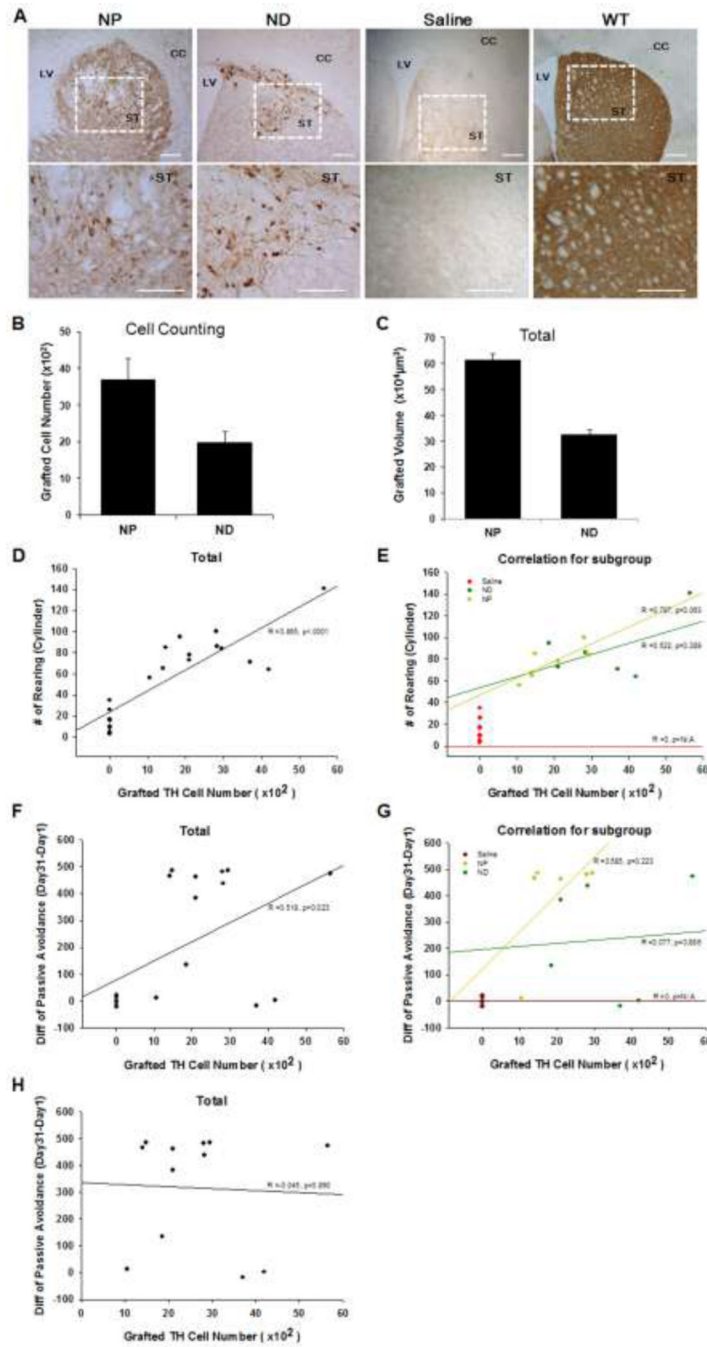 A
NP
ND
Saline
WT
CC
LV
ST
CC
LV
ST
CC
LV
ST
CC
LV
ST
ST
ST
ST
ST
B
Cell Counting
Grafted Cell Number (x10²)
50
40
30
20
10
0
NP
ND
C
Total
Grafted Volume (x10⁴µm³)
70
60
50
40
30
20
10
0
NP
ND
D
Total
# of Rearing (Cylinder)
160
140
120
100
80
60
40
20
0
p<.0001
0
10
20
30
40
50
60
Grafted TH Cell Number ( x10² )
E
Correlation for subgroup
Saline
ND
NP
# of Rearing (Cylinder)
160
140
120
100
80
60
40
20
0
R =0, p=N/A
0
10
20
30
40
50
60
Grafted TH Cell Number ( x10² )
F
Total
Diff of Passive Avoidance (Day31-Day1)
600
500
400
300
200
100
0
-100
R =0.518, p=0.023
0
10
20
30
40
50
60
Grafted TH Cell Number ( x10² )
G
Correlation for subgroup
Saline
NP
ND
Diff of Passive Avoidance (Day31-Day1)
600
500
400
300
200
100
0
-100
R =0, p=N/A
0
10
20
30
40
50
60
Grafted TH Cell Number ( x10² )
H
Total
Diff of Passive Avoidance (Day31-Day1)
600
500
400
300
200
100
0
-100
0
10
20
30
40
50
60
Grafted TH Cell Number ( x10² )